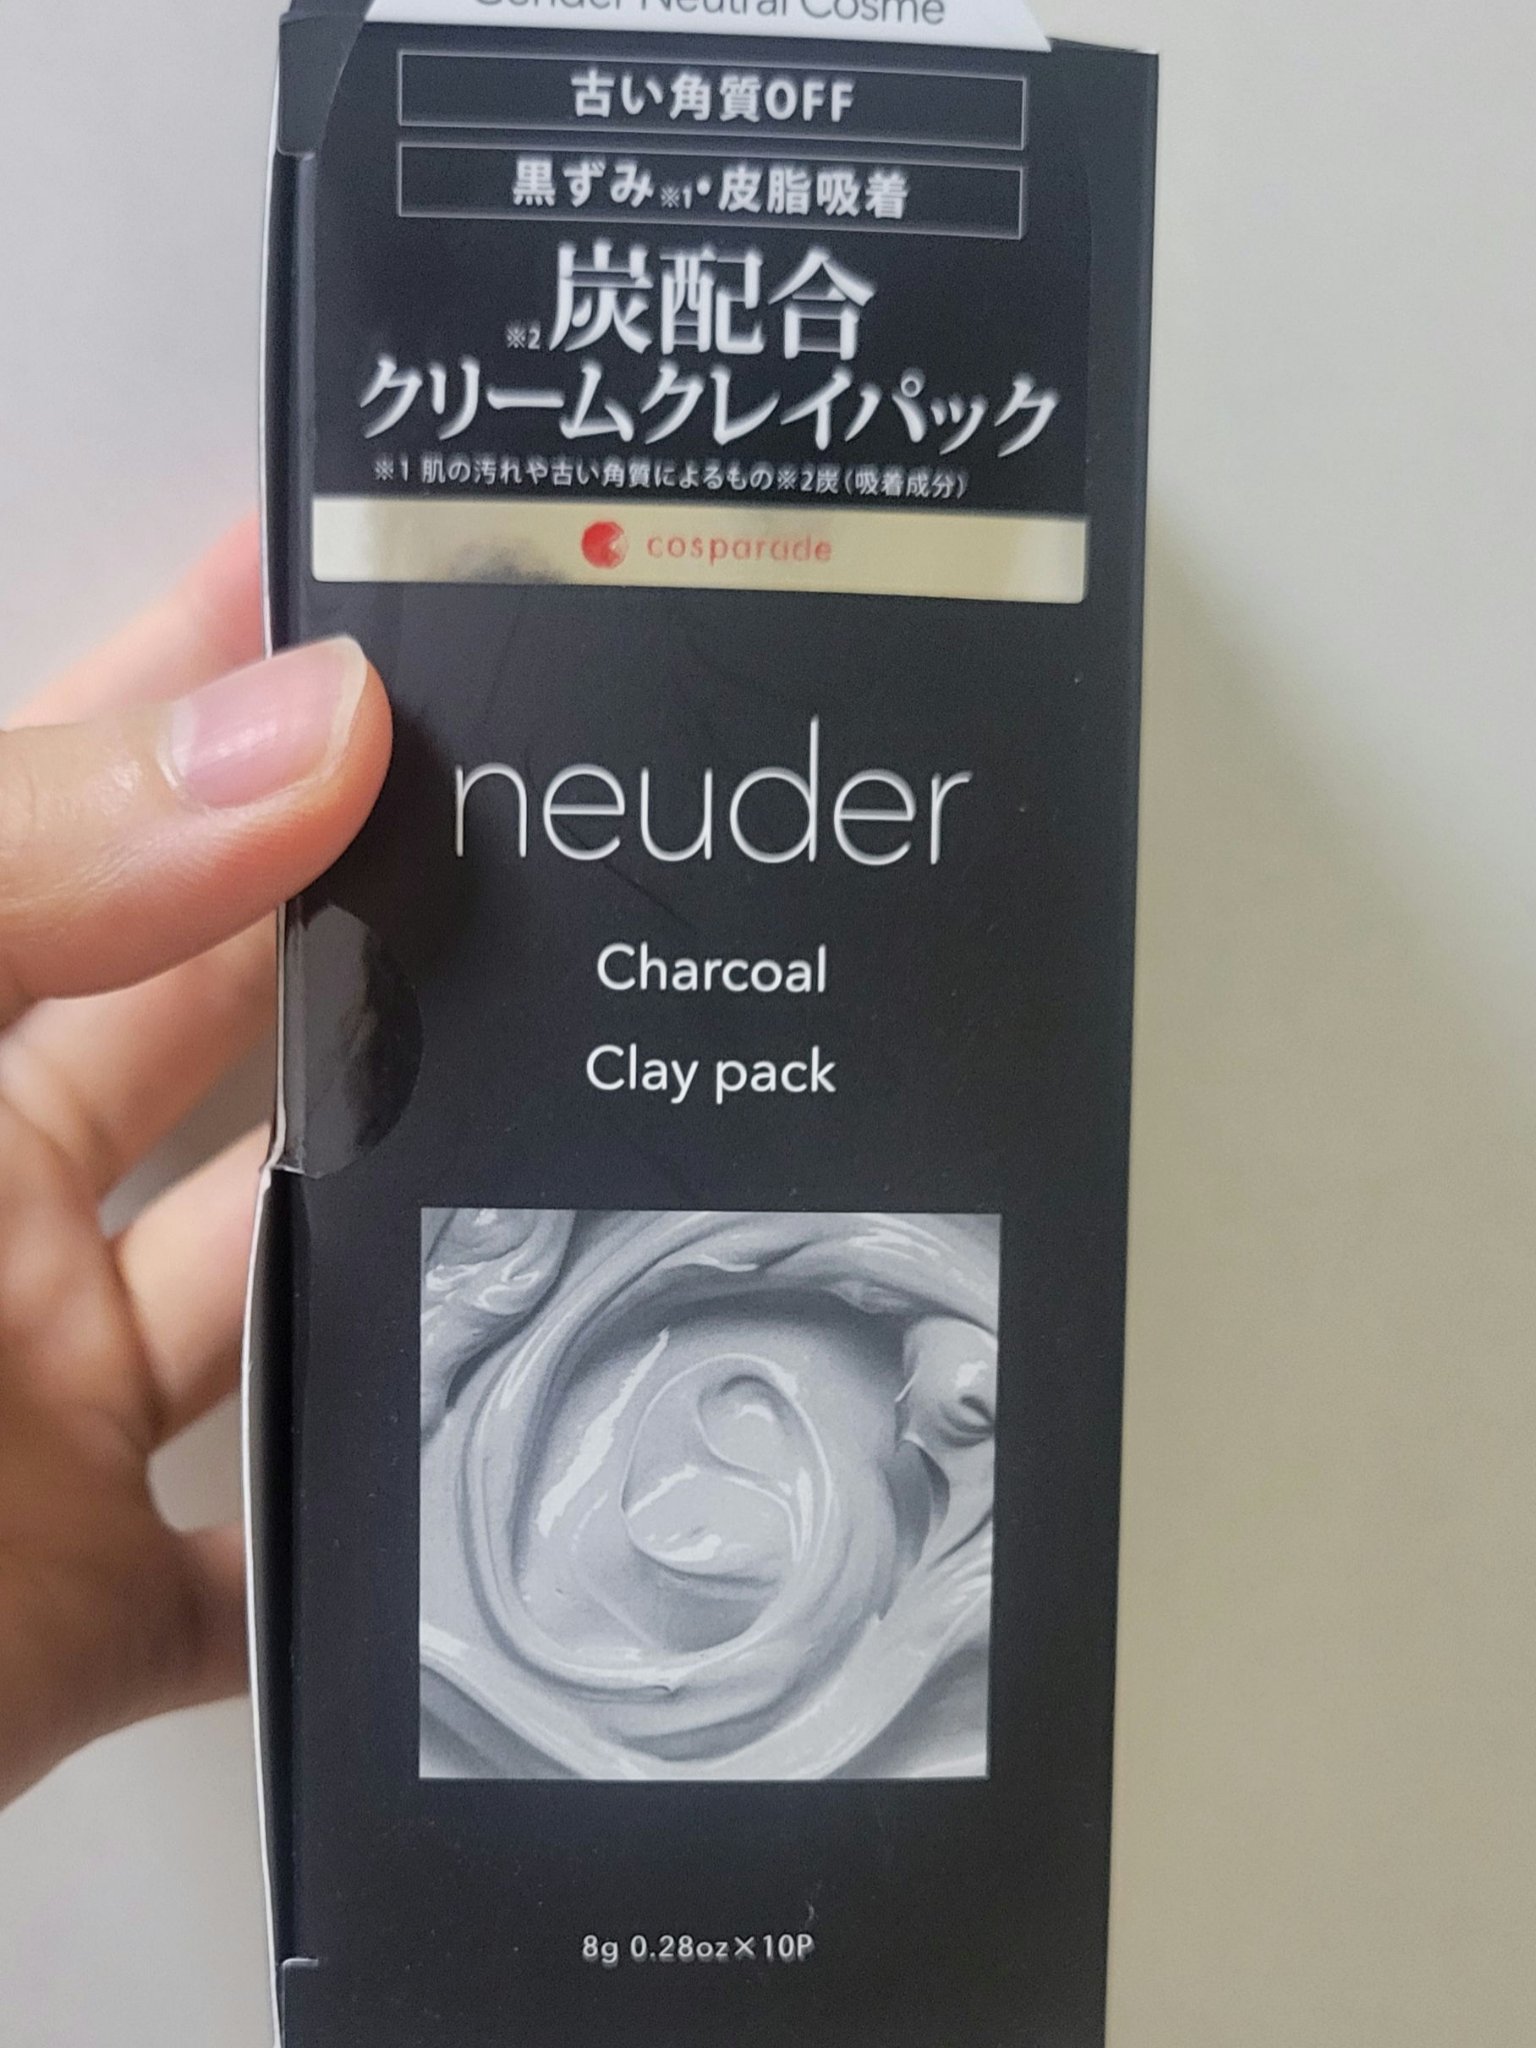 Gender Neutral Cosme
古い角質OFF
黒ずみ※1・皮脂吸着
※2炭配合
クリームクレイパック
※1 肌の汚れや古い角質によるもの※2炭(吸着成分)
cosparade
neuder
Charcoal
Clay pack
8g 0.28oz×10P